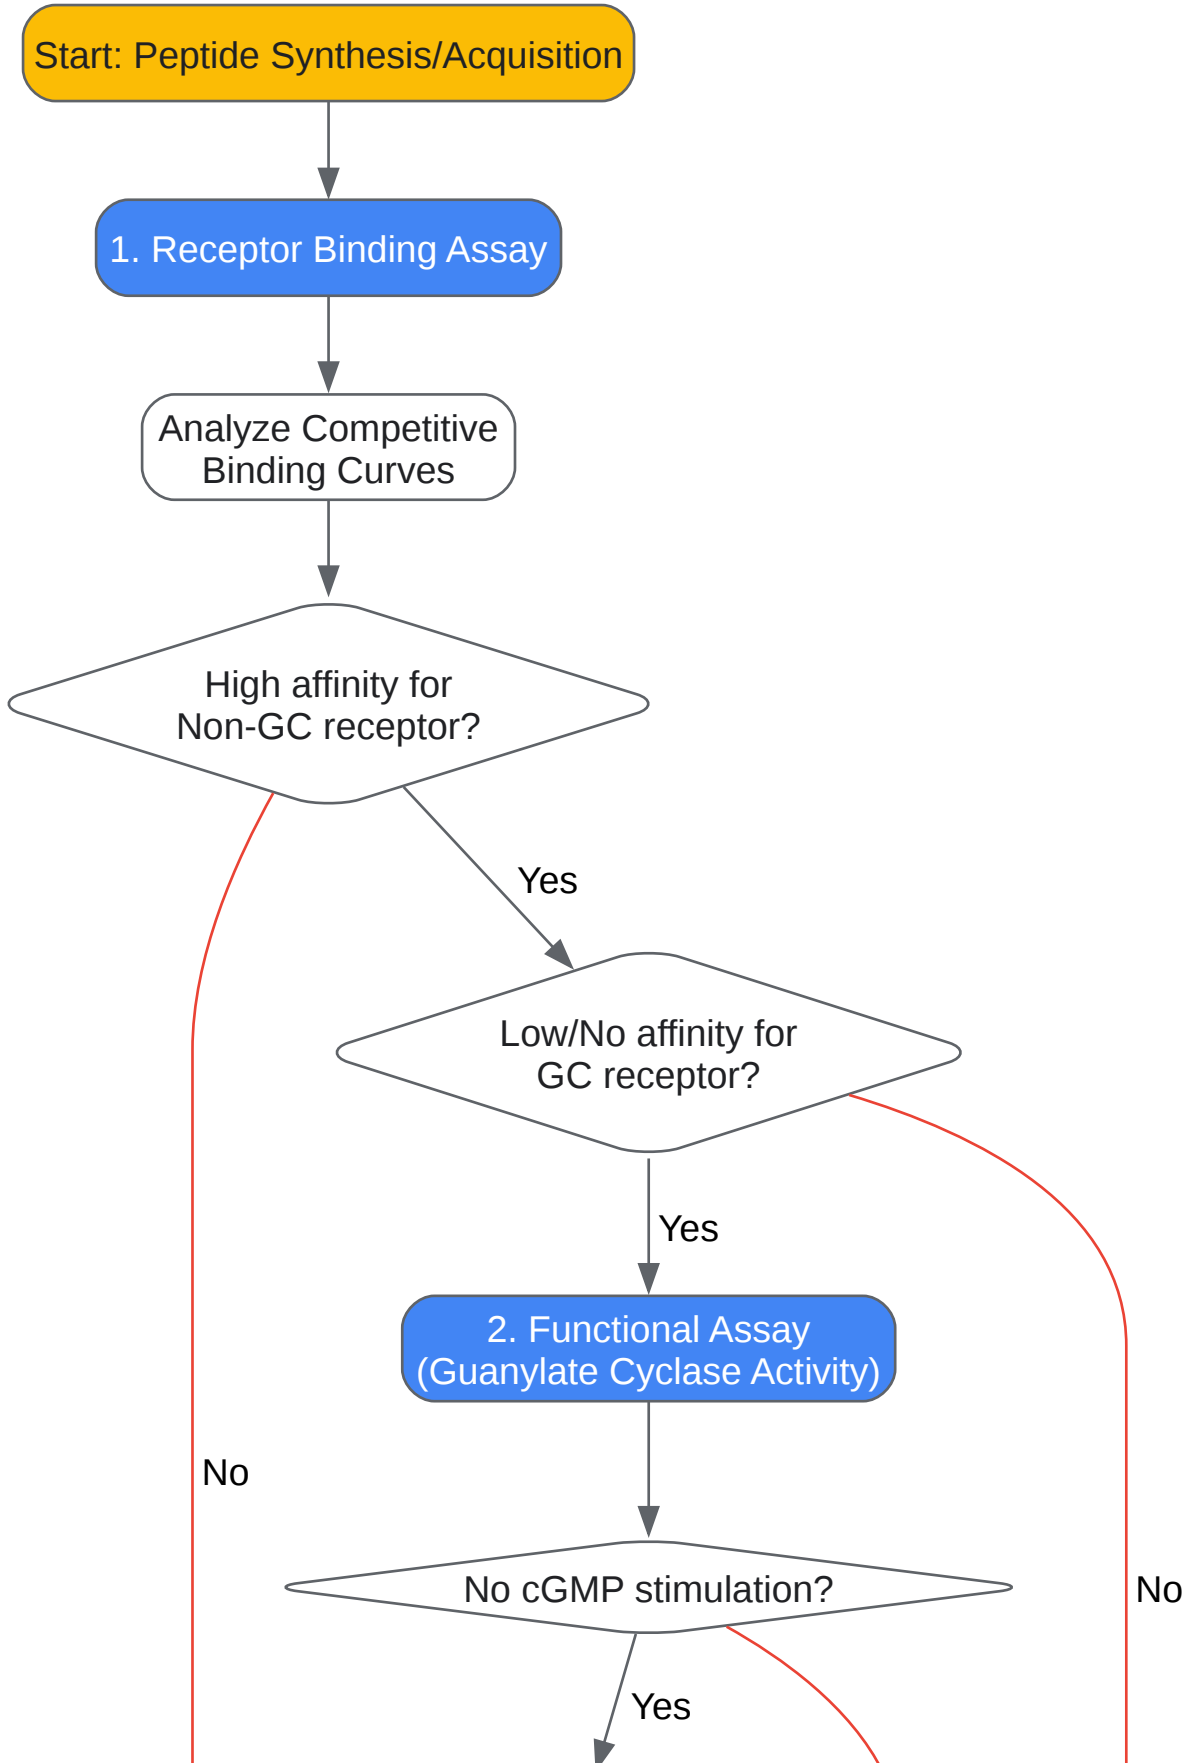 Start: Peptide Synthesis/Acquisition
1. Receptor Binding Assay
Analyze Competitive
Binding Curves
High affinity for
Non-GC receptor?
Yes
Low/No affinity for
GC receptor?
Yes
2. Functional Assay
(Guanylate Cyclase Activity)
No
No cGMP stimulation?
No
Yes